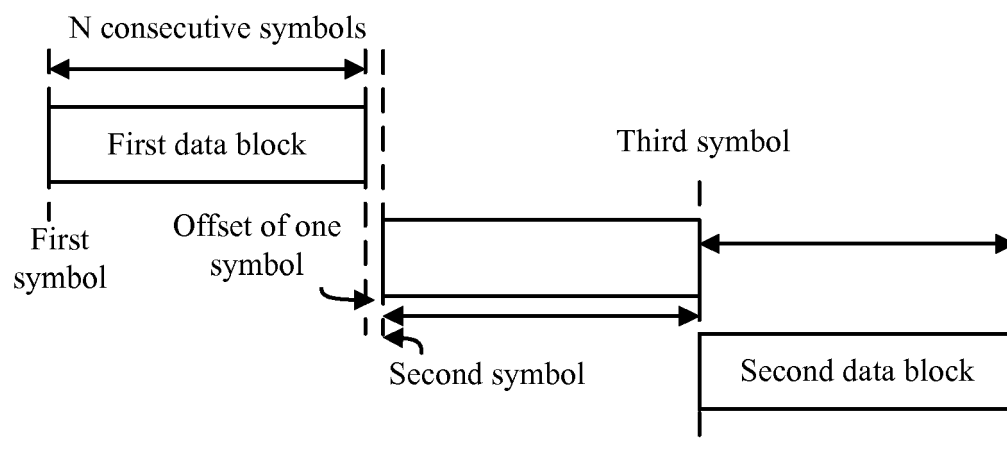 N consecutive symbols
First data block
Third symbol
First
symbol
Offset of one
symbol
Second symbol
Second data block